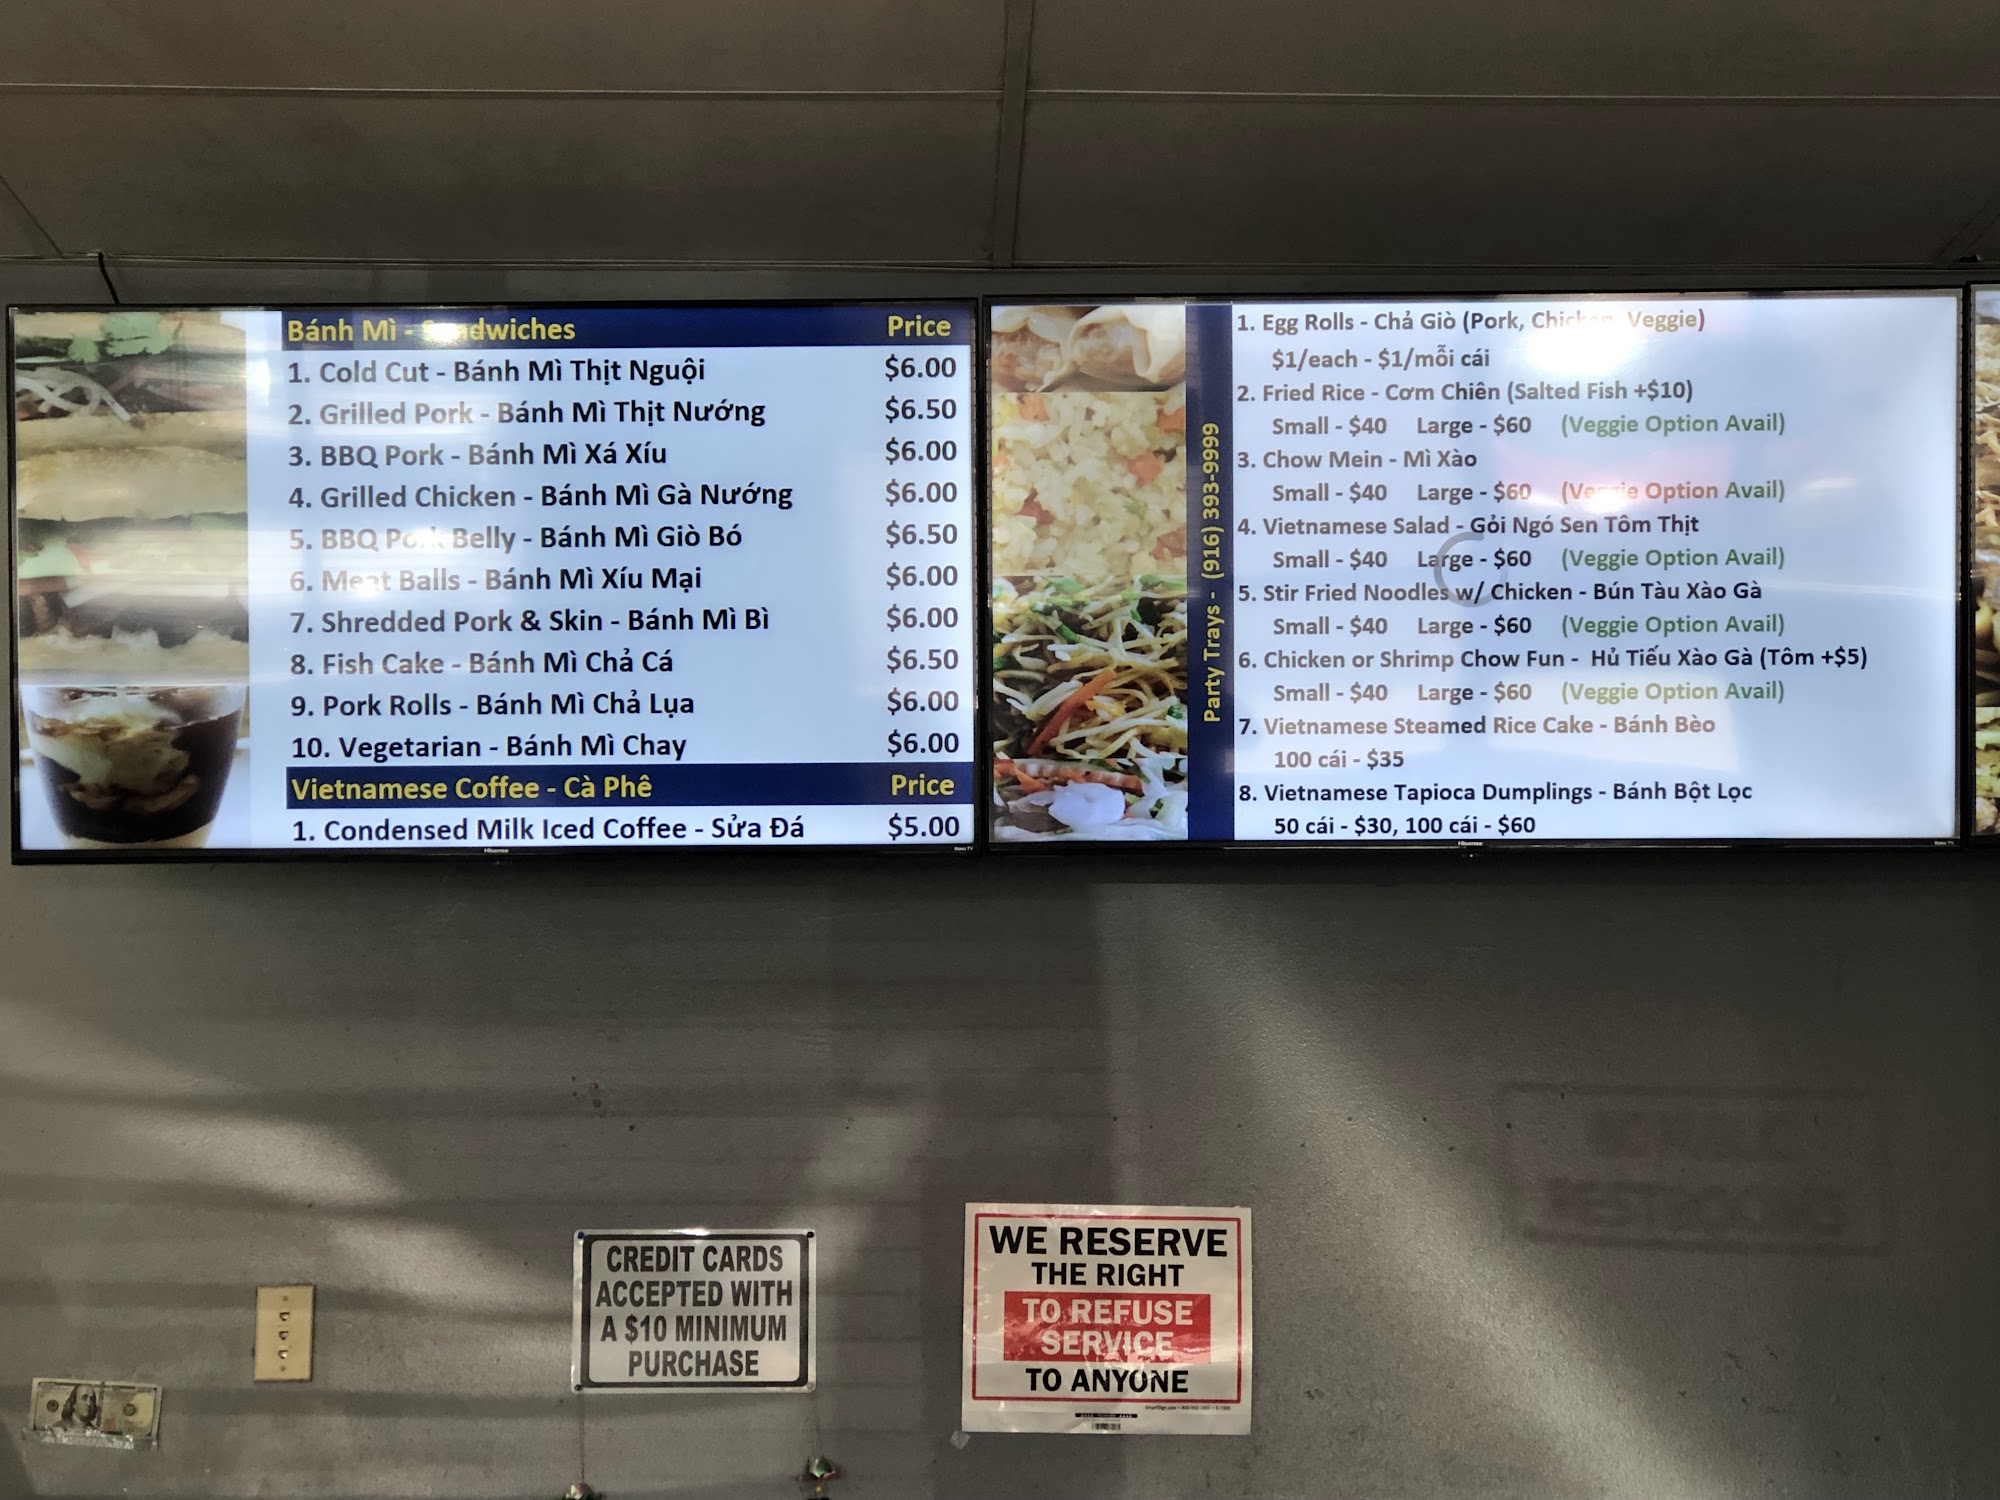 Bánh Mì - Sandwiches Price
1. Cold Cut - Bánh Mì Thịt Nguội $6.00
2. Grilled Pork - Bánh Mì Thịt Nướng $6.50
3. BBQ Pork - Bánh Mì Xá Xíu $6.00
4. Grilled Chicken - Bánh Mì Gà Nướng $6.00
5. BBQ Pork Belly - Bánh Mì Giò Bó $6.50
6. Meat Balls - Bánh Mì Xíu Mại $6.00
7. Shredded Pork & Skin - Bánh Mì Bì $6.00
8. Fish Cake - Bánh Mì Chả Cá $6.50
9. Pork Rolls - Bánh Mì Chả Lụa $6.00
10. Vegetarian - Bánh Mì Chay $6.00
Vietnamese Coffee - Cà Phê Price
1. Condensed Milk Iced Coffee - Sửa Đá $5.00
Hisense
Roku TV
Party Trays - (916) 393-9999
1. Egg Rolls - Chả Giò (Pork, Chicken, Veggie)
$1/each - $1/mỗi cái
2. Fried Rice - Cơm Chiên (Salted Fish +$10)
Small - $40 Large - $60 (Veggie Option Avail)
3. Chow Mein - Mì Xào
Small - $40 Large - $60 (Veggie Option Avail)
4. Vietnamese Salad - Gỏi Ngó Sen Tôm Thịt
Small - $40 Large - $60 (Veggie Option Avail)
5. Stir Fried Noodles w/ Chicken - Bún Tàu Xào Gà
Small - $40 Large - $60 (Veggie Option Avail)
6. Chicken or Shrimp Chow Fun - Hủ Tiếu Xào Gà (Tôm +$5)
Small - $40 Large - $60 (Veggie Option Avail)
7. Vietnamese Steamed Rice Cake - Bánh Bèo
100 cái - $35
8. Vietnamese Tapioca Dumplings - Bánh Bột Lọc
50 cái - $30, 100 cái - $60
Hisense
Roku TV
CREDIT CARDS
ACCEPTED WITH
A $10 MINIMUM
PURCHASE
WE RESERVE
THE RIGHT
TO REFUSE
SERVICE
TO ANYONE